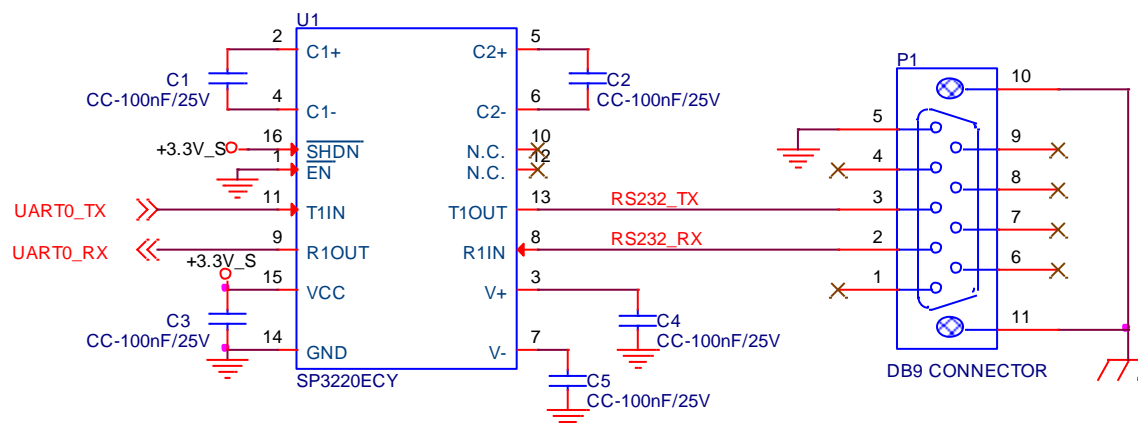 U1
2 C1+ C2+ 5
P1
C1
CC-100nF/25V
C2
CC-100nF/25V
10
4 C1- C2- 6
5
9
+3.3V_S 16 SHDN N.C. 10
1 EN N.C. 12
4
8
UART0_TX 11 T1IN T1OUT 13 RS232_TX 3
7
UART0_RX 9 R1OUT R1IN 8 RS232_RX 2
6
+3.3V_S
15 VCC V+ 3
1
C3
CC-100nF/25V
C4
CC-100nF/25V
11
14 GND V- 7
SP3220ECY
DB9 CONNECTOR
C5
CC-100nF/25V